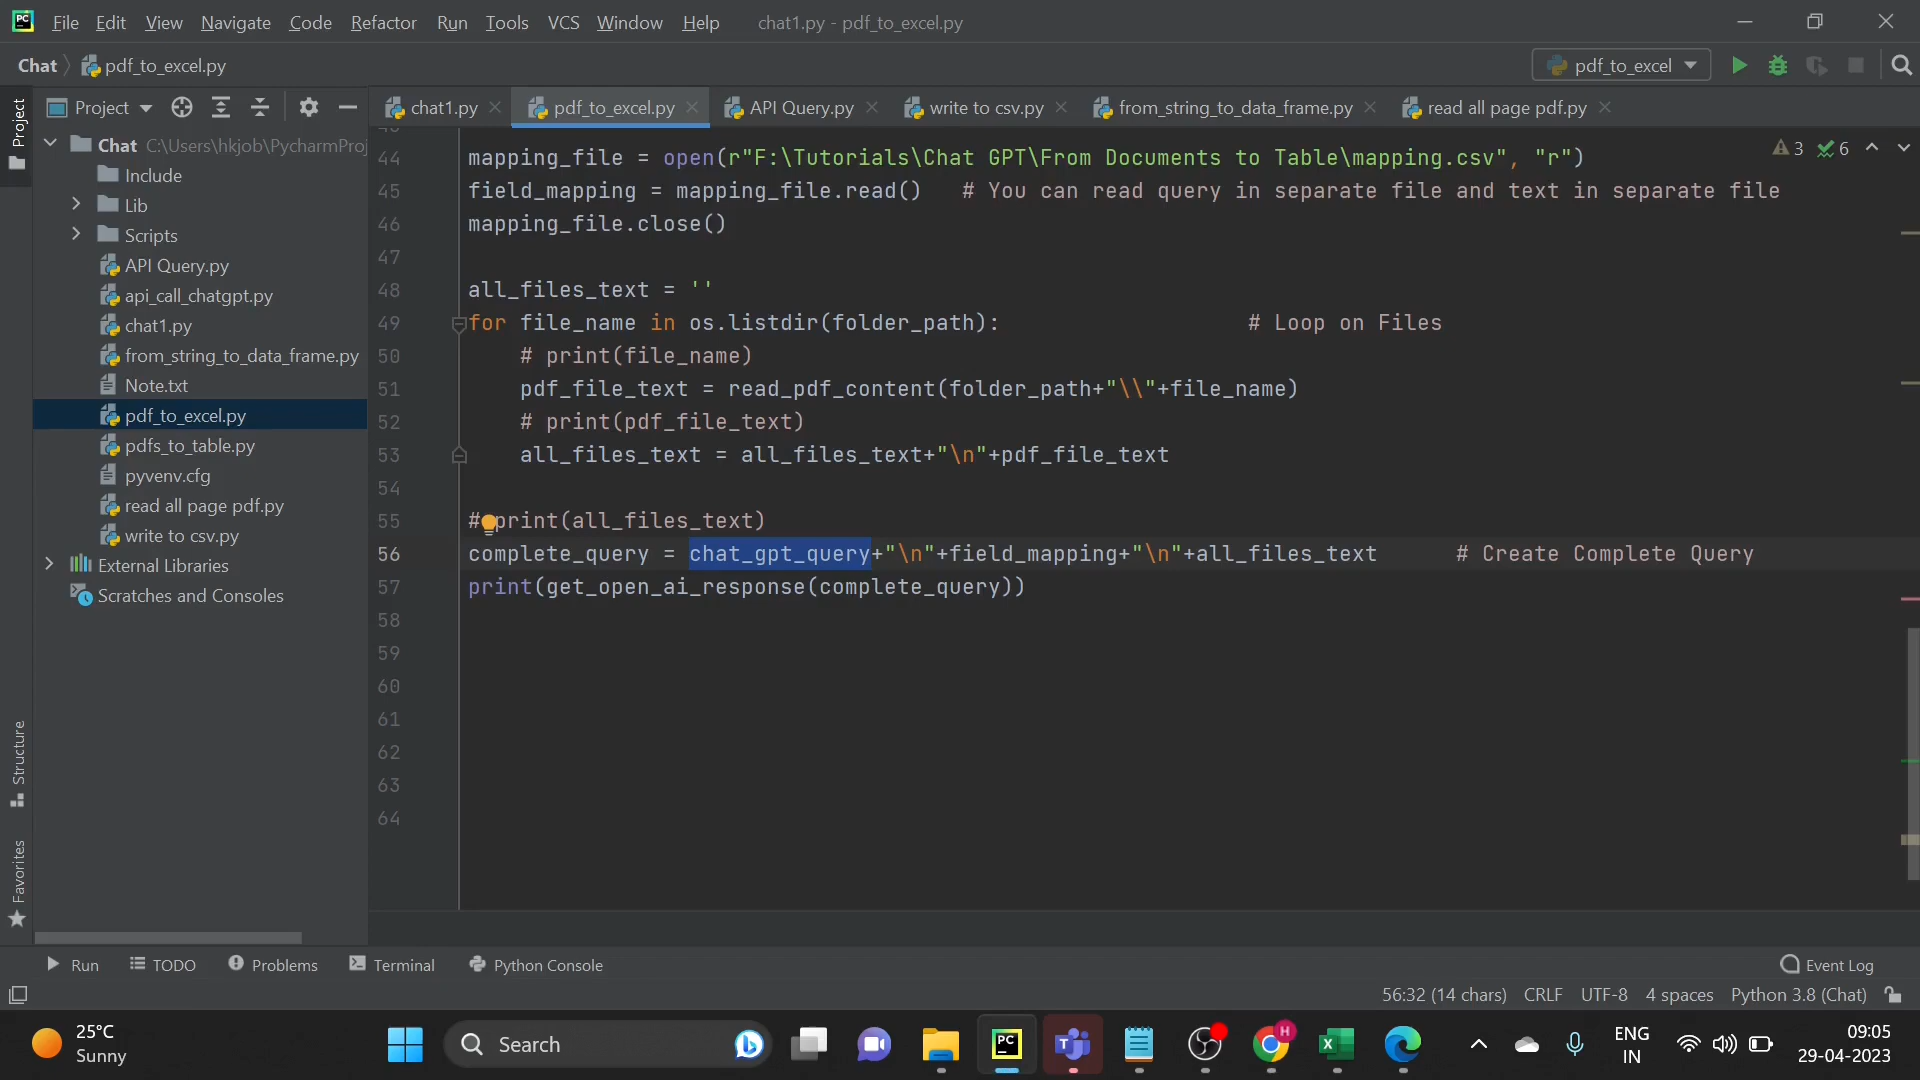 PC File Edit View Navigate Code Refactor Run Tools VCS Window Help chat1.py - pdf_to_excel.py
Chat pdf_to_excel.py pdf_to_excel
Project chat1.py pdf_to_excel.py API Query.py write to csv.py from_string_to_data_frame.py read all page pdf.py
Project
Chat C:\Users\hkjob\PycharmProj
Include
Lib
Scripts
API Query.py
api_call_chatgpt.py
chat1.py
from_string_to_data_frame.py
Note.txt
pdf_to_excel.py
pdfs_to_table.py
pyvenv.cfg
read all page pdf.py
write to csv.py
External Libraries
Scratches and Consoles
Structure
Favorites
3 6
44 mapping_file = open(r"F:\Tutorials\Chat GPT\From Documents to Table\mapping.csv", "r")
45 field_mapping = mapping_file.read() # You can read query in separate file and text in separate file
46 mapping_file.close()
47
48 all_files_text = ''
49 for file_name in os.listdir(folder_path): # Loop on Files
50 # print(file_name)
51 pdf_file_text = read_pdf_content(folder_path+"\\"+file_name)
52 # print(pdf_file_text)
53 all_files_text = all_files_text+"\n"+pdf_file_text
54
55 # print(all_files_text)
56 complete_query = chat_gpt_query+"\n"+field_mapping+"\n"+all_files_text # Create Complete Query
57 print(get_open_ai_response(complete_query))
58
59
60
61
62
63
64
Run TODO Problems Terminal Python Console Event Log
56:32 (14 chars) CRLF UTF-8 4 spaces Python 3.8 (Chat)
25°C
Sunny
Search
PC
H
ENG
IN
09:05
29-04-2023